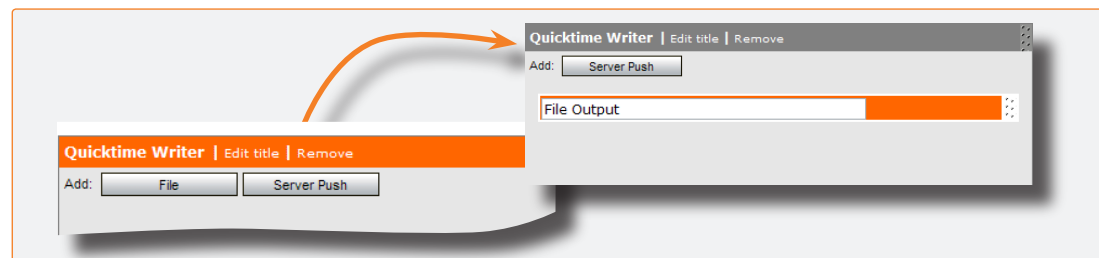 Quicktime Writer | Edit title | Remove
Add: Server Push
File Output
Quicktime Writer | Edit title | Remove
Add: File Server Push